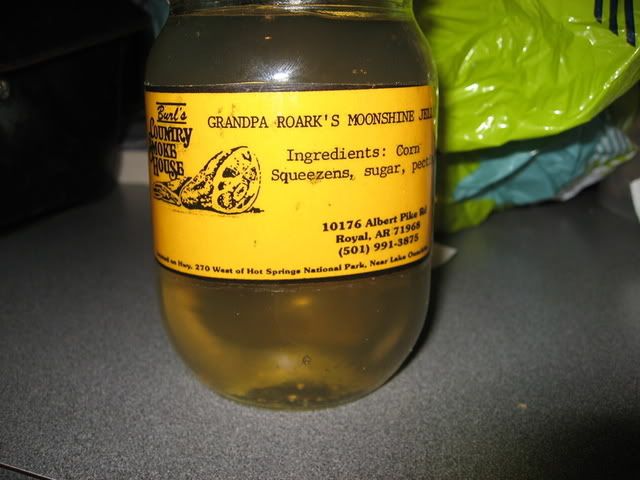 Burl's
COUNTRY
SMOKE
HOUSE
GRANDPA ROARK'S MOONSHINE JELL
Ingredients: Corn
Squeezens, sugar, pect
10176 Albert Pike Rd
Royal, AR 71968
(501) 991-3875
on Hwy. 270 West of Hot Springs National Park, Near Lake